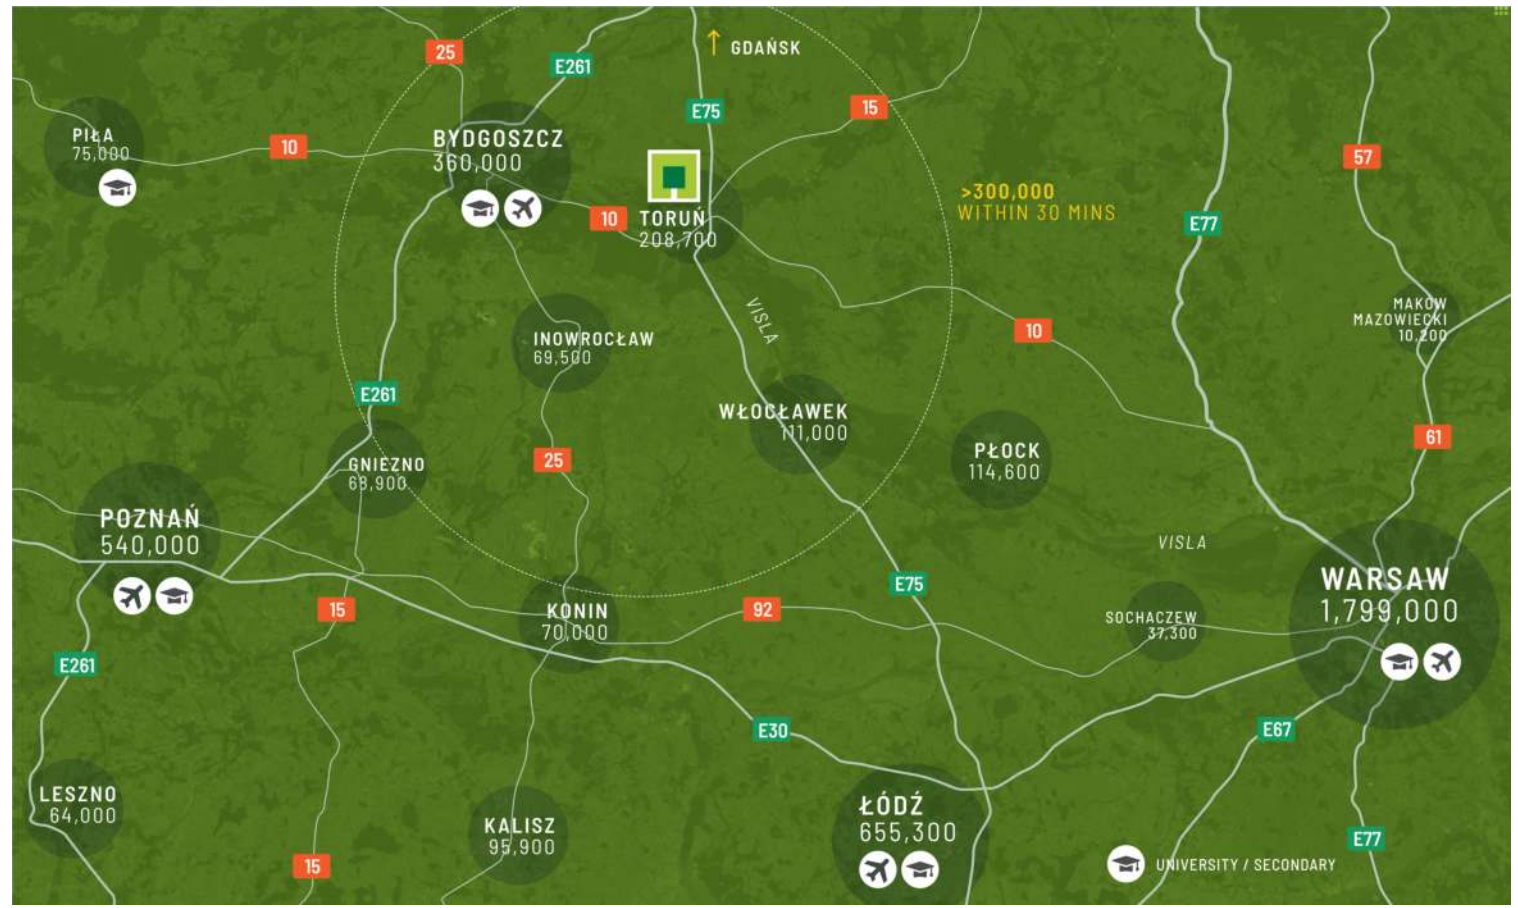 25
E261
↑ GDAŃSK
E75
15
PIŁA
75,000
10
BYDGOSZCZ
360,000
57
10
TORUŃ
208,700
>300,000
WITHIN 30 MINS
E77
VISLA
MAKÓW
MAZOWIECKI
10,200
INOWROCŁAW
69,500
10
E261
WŁOCŁAWEK
111,000
61
GNIEZNO
68,900
25
PŁOCK
114,600
POZNAŃ
540,000
VISLA
E75
WARSAW
1,799,000
15
KONIN
70,000
92
SOCHACZEW
37,300
E261
E30
E67
LESZNO
64,000
KALISZ
95,900
ŁÓDŹ
655,300
E77
15
UNIVERSITY / SECONDARY